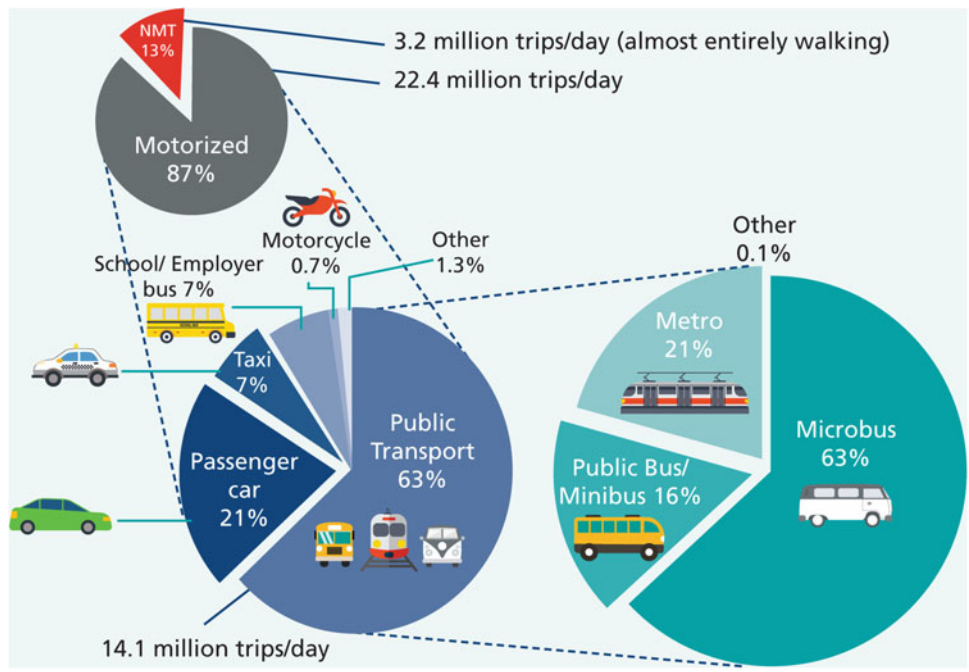 NMT
13%
3.2 million trips/day (almost entirely walking)
22.4 million trips/day
Motorized
87%
Motorcycle
0.7%
Other
1.3%
School/ Employer
bus 7%
Taxi
7%
Passenger
car
21%
Public
Transport
63%
14.1 million trips/day
Other
0.1%
Metro
21%
Public Bus/
Minibus 16%
Microbus
63%